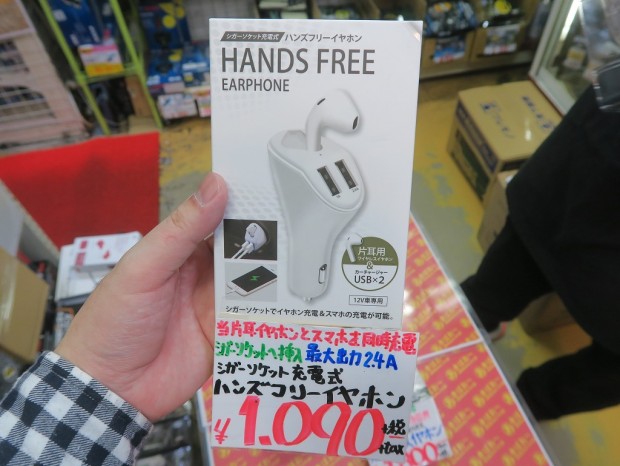 シガーソケット充電式 ハンズフリーイヤホン
HANDS FREE
EARPHONE
片耳用
ワイヤレスイヤホン
&
カーチャージャー
USB×2
12V車専用
シガーソケットでイヤホン充電&スマホの充電が可能。
片耳イヤホンとスマホを同時充電
シガーソケットへ挿入 最大出力2.4A
シガーソケット充電式
ハンズフリーイヤホン
¥1.090+税
+tax